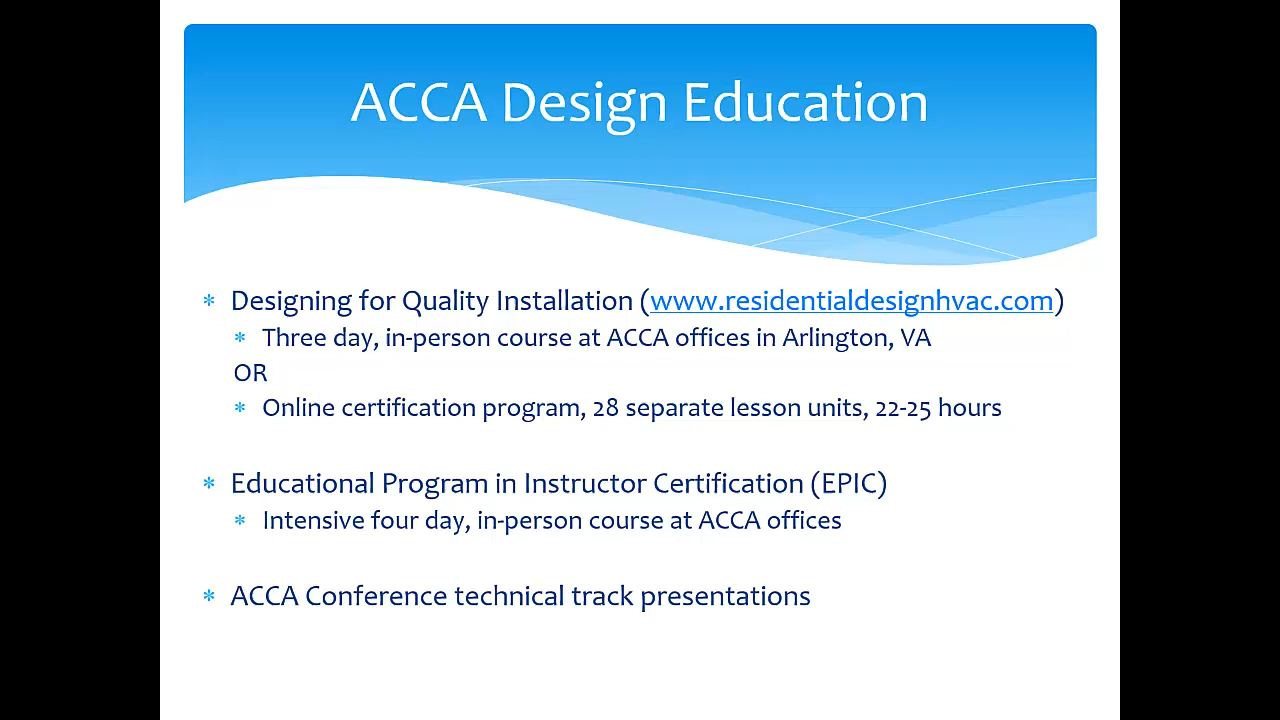 ACCA Design Education
* Designing for Quality Installation (www.residentialdesignhvac.com)
* Three day, in-person course at ACCA offices in Arlington, VA
OR
* Online certification program, 28 separate lesson units, 22-25 hours
* Educational Program in Instructor Certification (EPIC)
* Intensive four day, in-person course at ACCA offices
* ACCA Conference technical track presentations